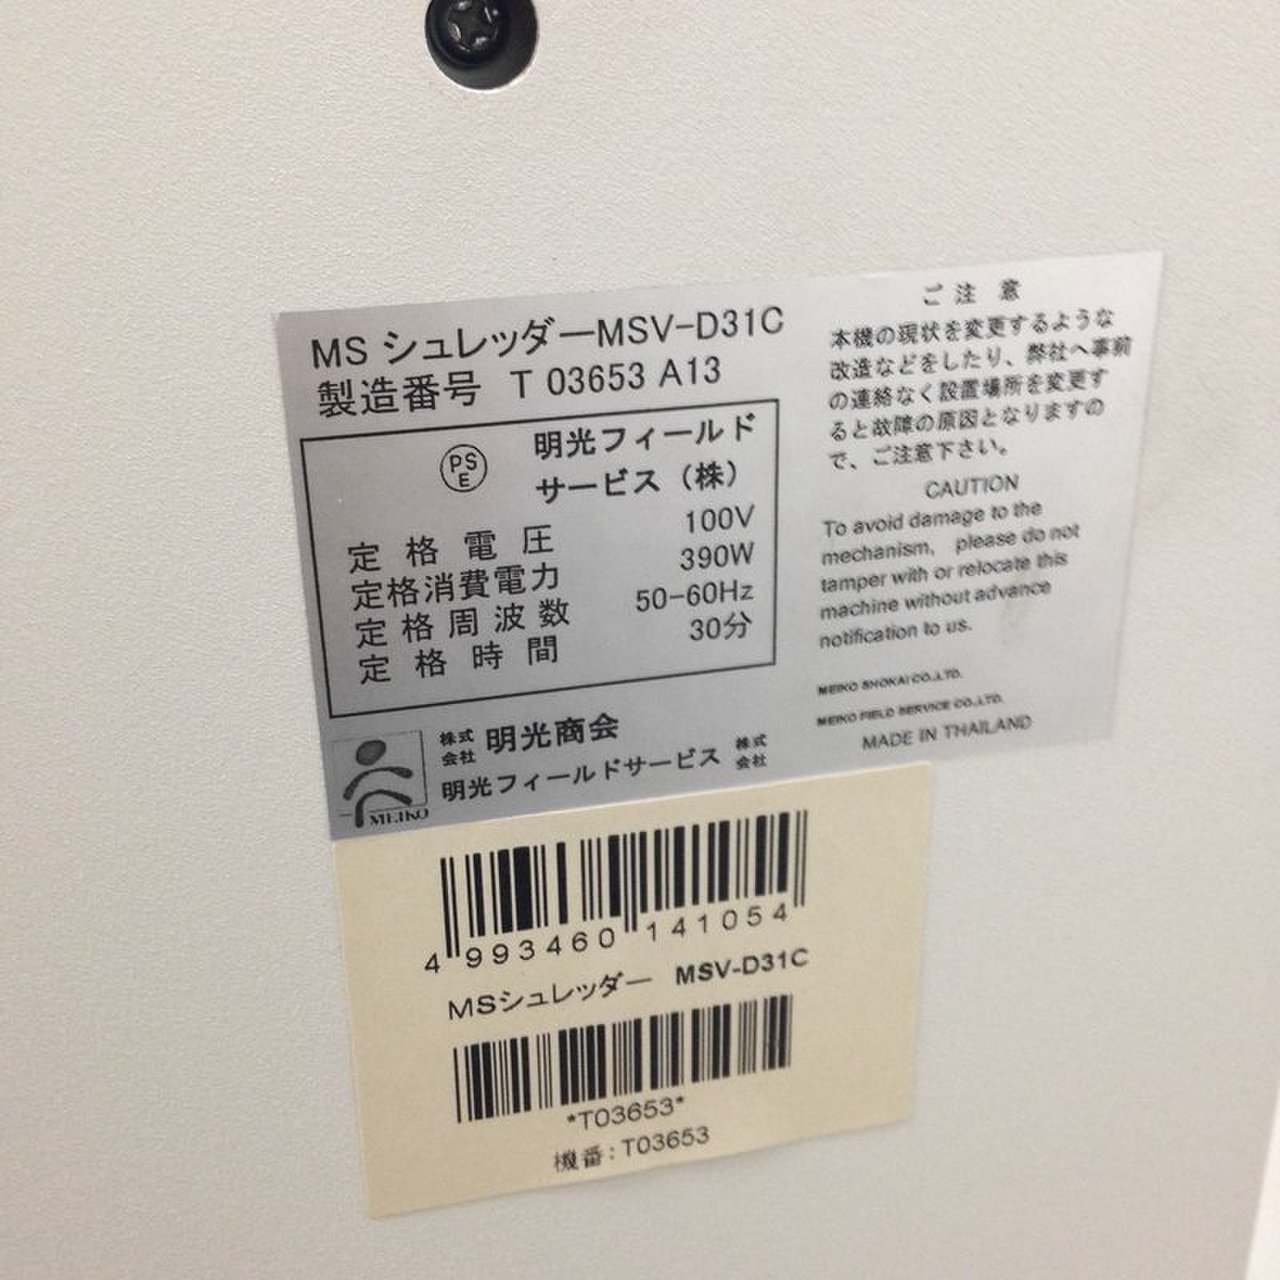 MS シュレッダーMSV-D31C
製造番号 T 03653 A13
PS
E
明光フィールド
サービス（株）
定格電圧 100V
定格消費電力 390W
定格周波数 50-60Hz
定格時間 30分
MEIKO
株式会社 明光商会
明光フィールドサービス 株式会社
ご注意
本機の現状を変更するような
改造などをしたり、弊社へ事前
の連絡なく設置場所を変更す
ると故障の原因となりますの
で、ご注意下さい。
CAUTION
To avoid damage to the
mechanism, please do not
tamper with or relocate this
machine without advance
notification to us.
MEIKO SHOKAI CO.,LTD.
MEIKO FIELD SERVICE CO.,LTD.
MADE IN THAILAND
4 993460 141054
MSシュレッダー MSV-D31C
*T03653*
機番：T03653